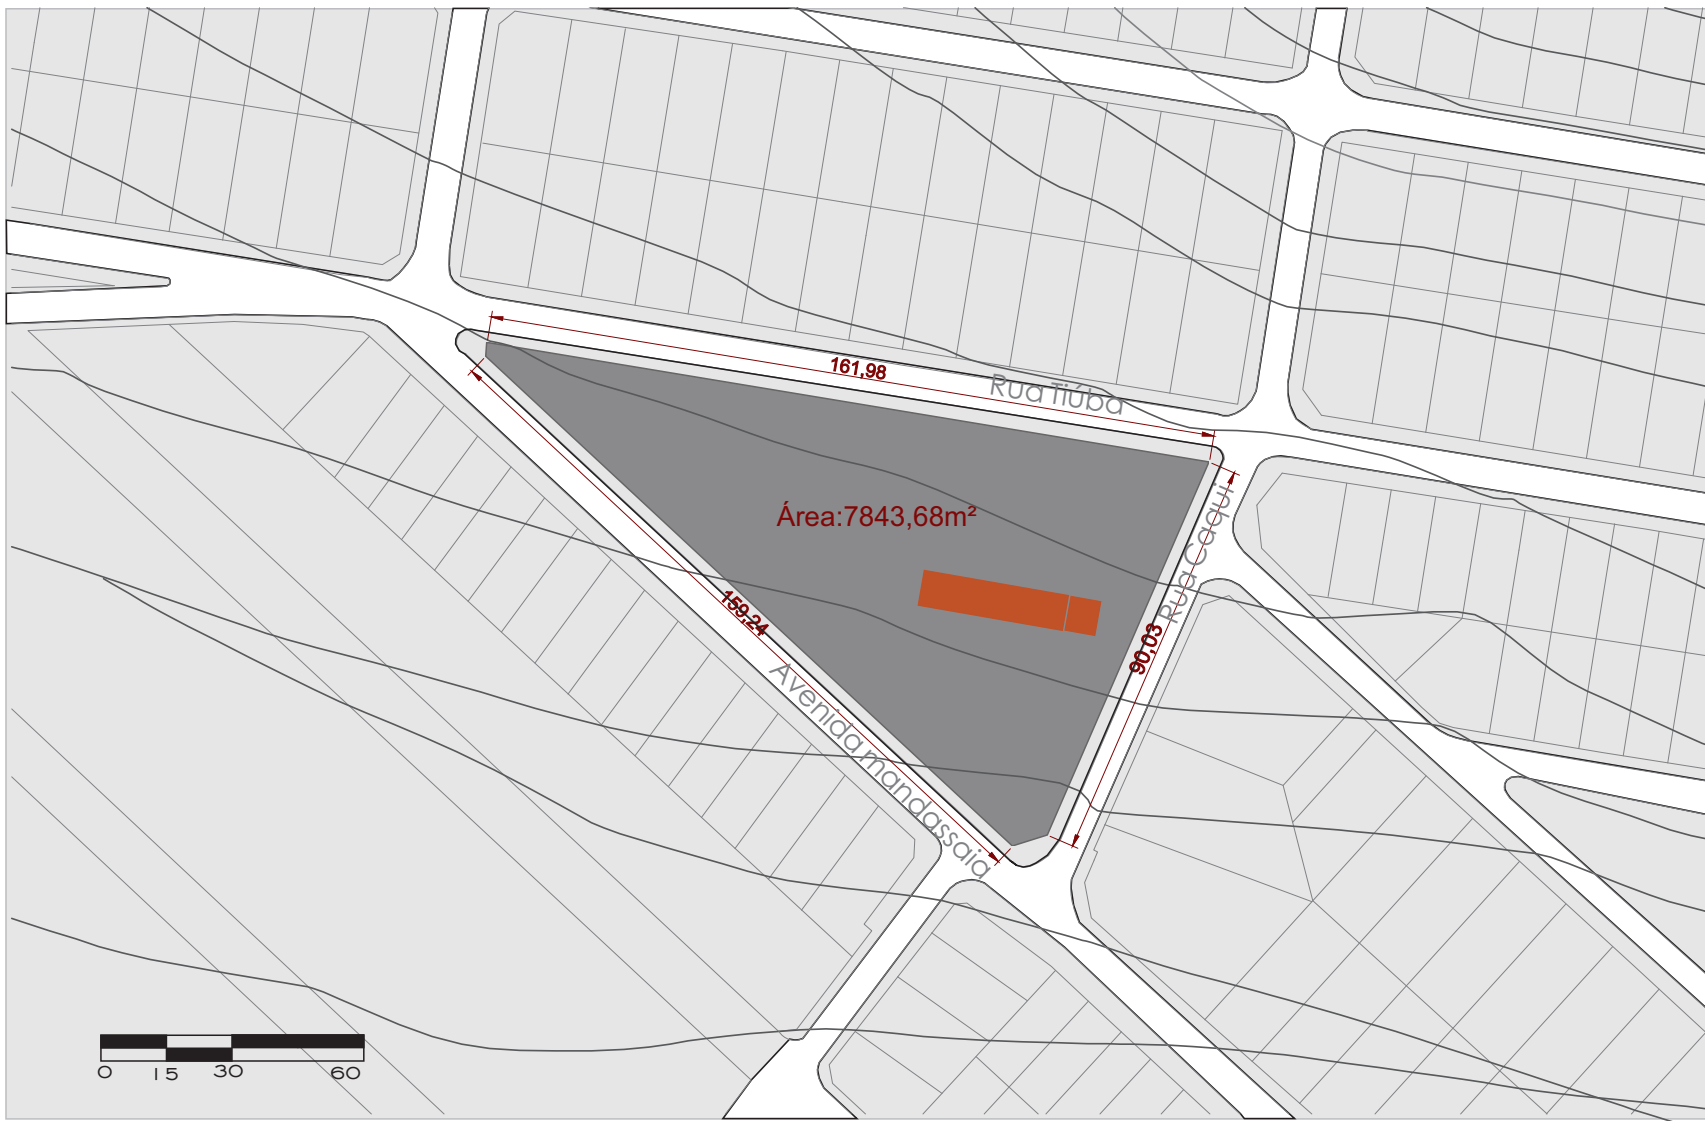 161,98
Rua Tiúba
Área:7843,68m²
Rua Caqui
159,24
90,03
Avenida mandassaia
0 15 30 60